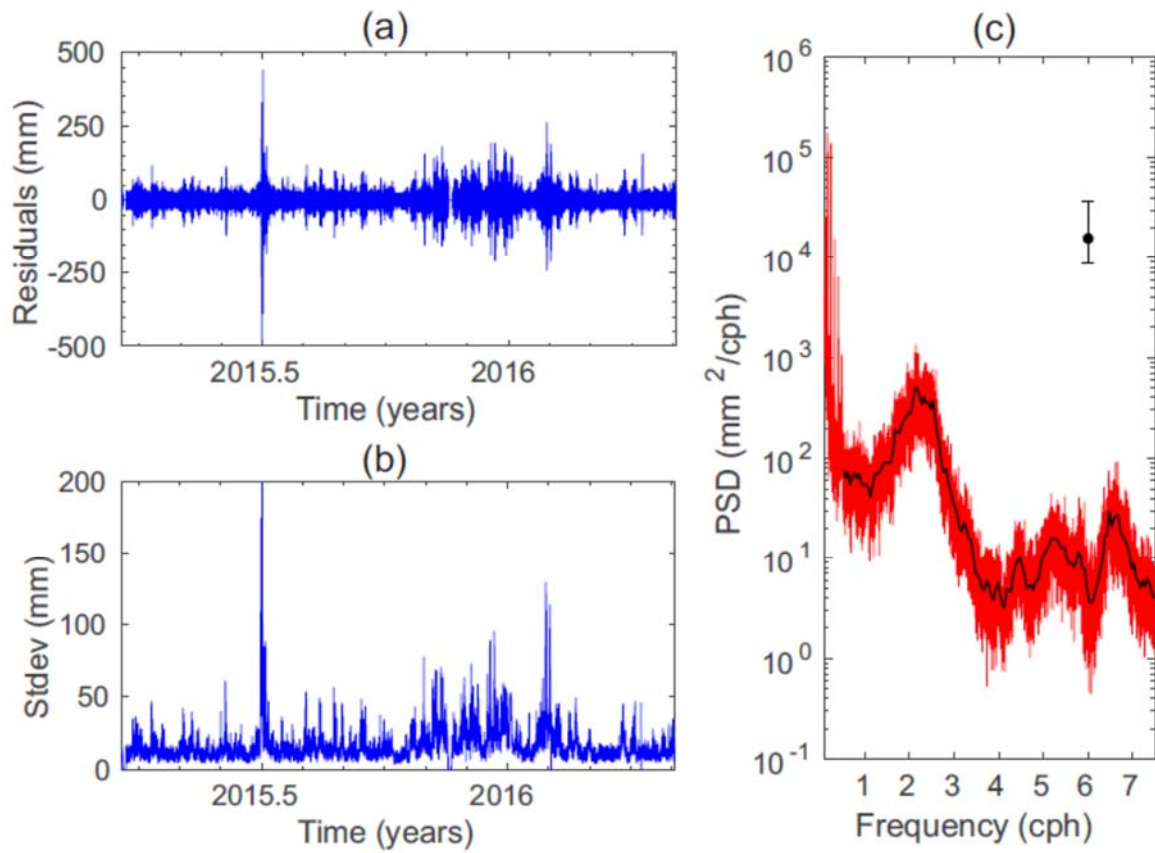 (a)
500
250
0
-250
-500
Residuals (mm)
2015.5
2016
Time (years)
(b)
200
150
100
50
0
Stdev (mm)
2015.5
2016
Time (years)
(c)
10^6
10^5
10^4
10^3
10^2
10^1
10^0
10^-1
PSD (mm ^2/cph)
1 2 3 4 5 6 7
Frequency (cph)